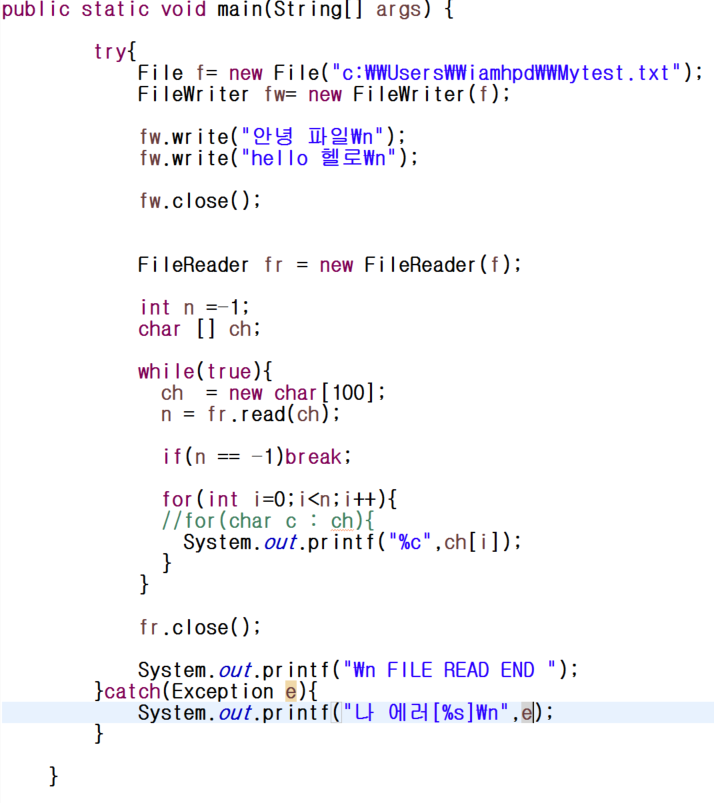 public static void main(String[] args) {
try{
File f= new File("c:₩₩Users₩₩iamhpd₩₩Mytest.txt");
FileWriter fw= new FileWriter(f);
fw.write("안녕 파일₩n");
fw.write("hello 헬로₩n");
fw.close();
FileReader fr = new FileReader(f);
int n =-1;
char [] ch;
while(true){
ch  = new char[100];
n = fr.read(ch);
if(n == -1)break;
for(int i=0;i<n;i++){
//for(char c : ch){
System.out.printf("%c",ch[i]);
}
}
fr.close();
System.out.printf("₩n FILE READ END ");
}catch(Exception e){
System.out.printf("나 에러[%s]₩n",e);
}
}